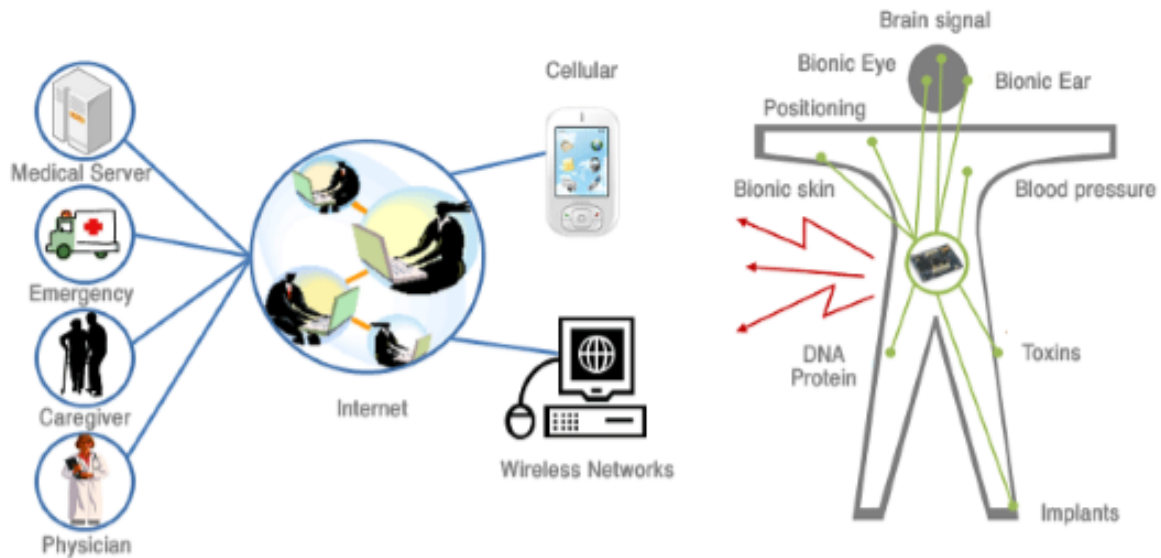 Medical Server
Emergency
Caregiver
Physician
Internet
Cellular
Wireless Networks
Brain signal
Bionic Eye
Bionic Ear
Positioning
Bionic skin
Blood pressure
DNA
Protein
Toxins
Implants